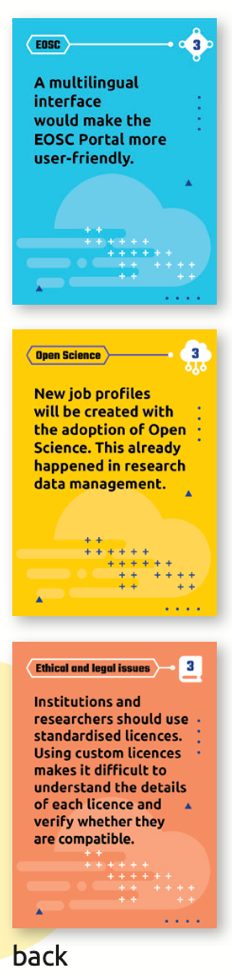 EOSC
3
A multilingual
interface
would make the
EOSC Portal more
user-friendly.
Open Science
3
New job profiles
will be created with
the adoption of Open
Science. This already
happened in research
data management.
Ethical and legal issues
3
Institutions and
researchers should use
standardised licences.
Using custom licences
makes it difficult to
understand the details
of each licence and
verify whether they
are compatible.
back